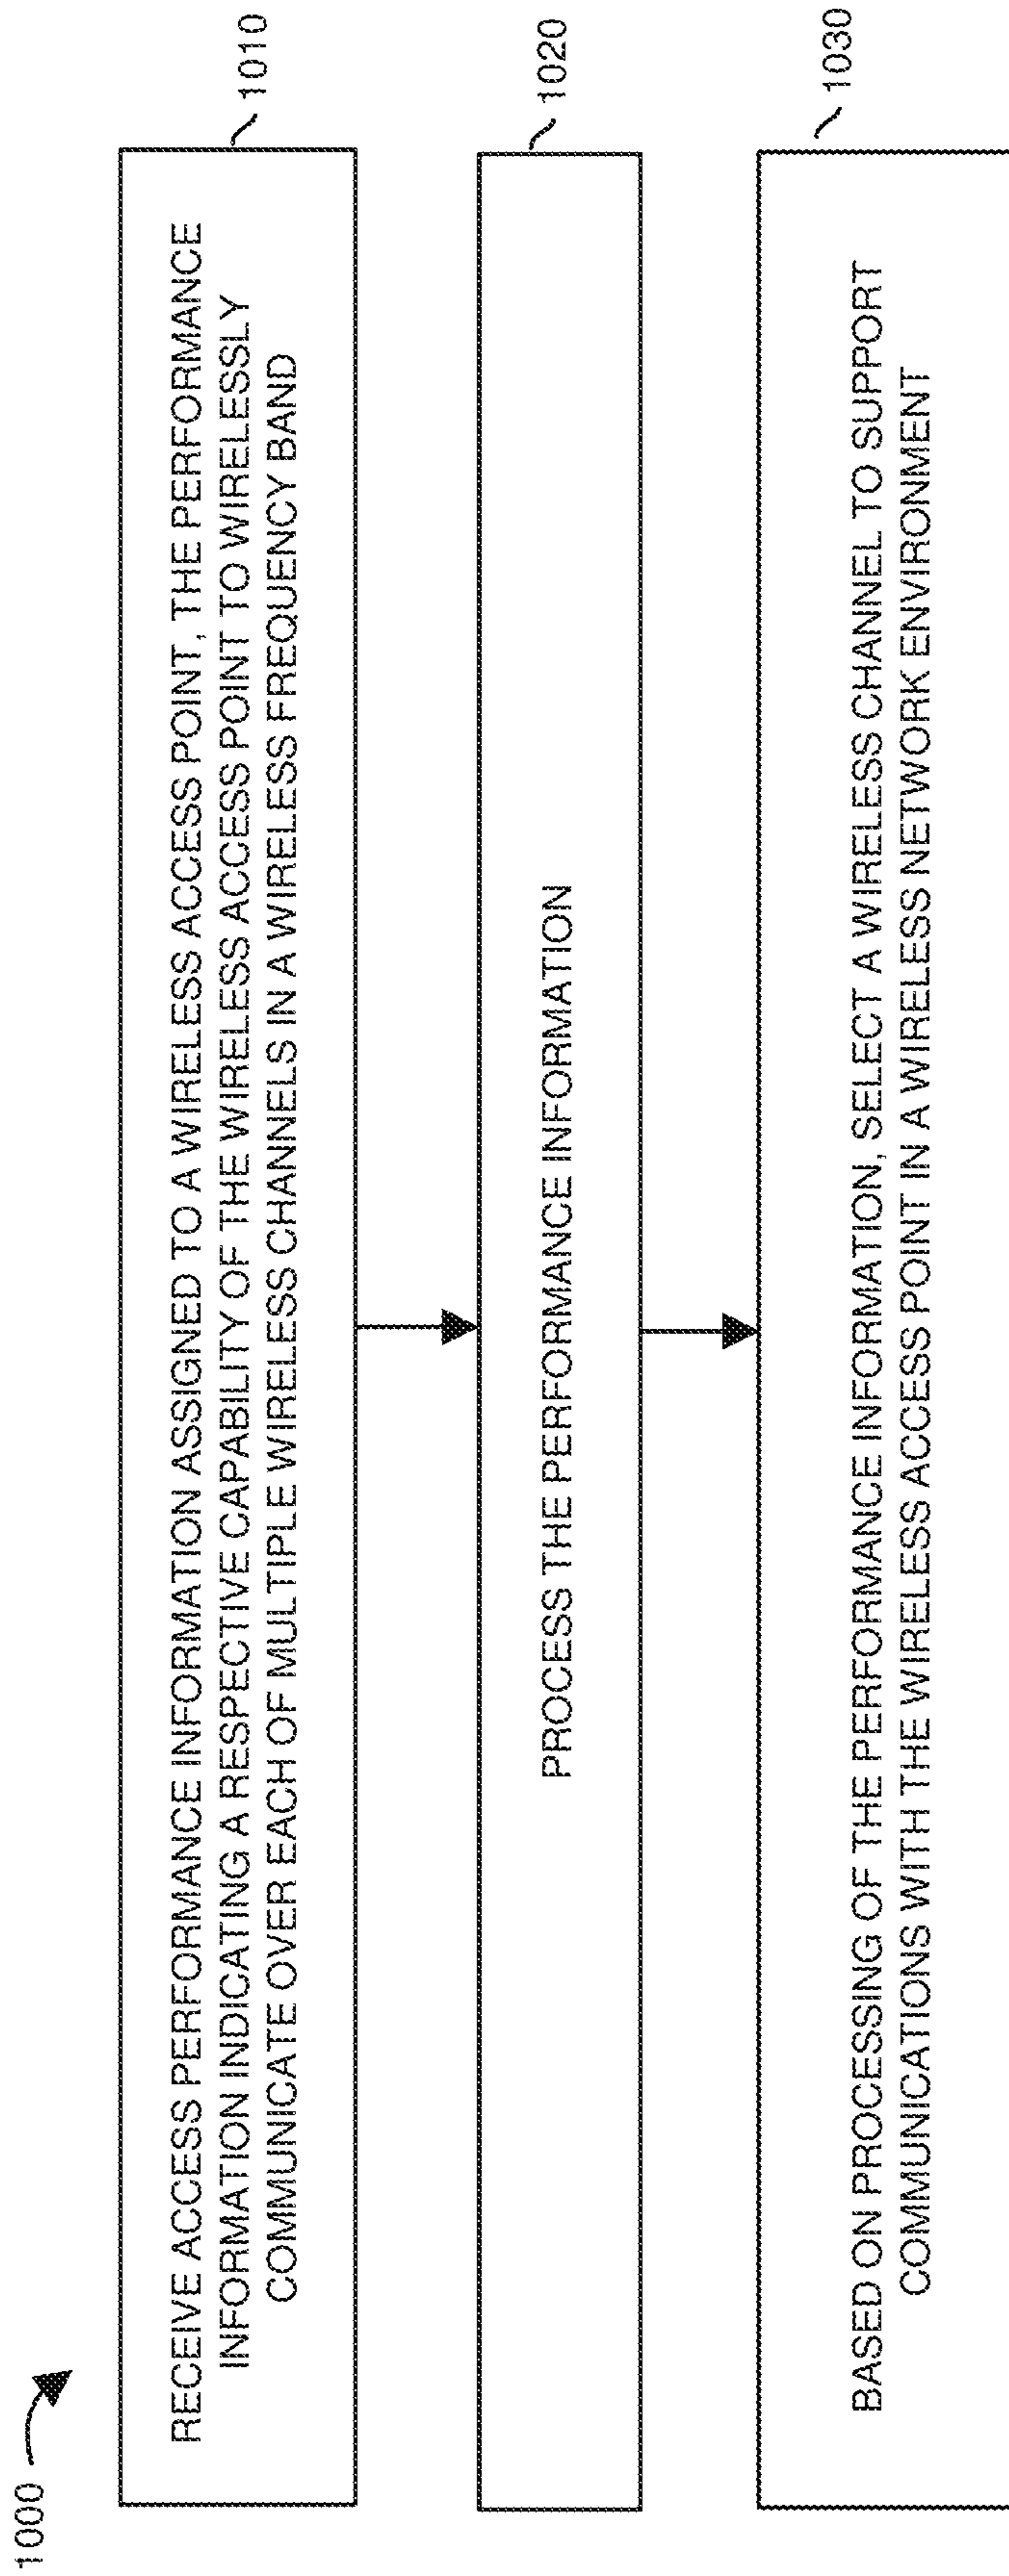 1000
1010
RECEIVE ACCESS PERFORMANCE INFORMATION ASSIGNED TO A WIRELESS ACCESS POINT, THE PERFORMANCE
INFORMATION INDICATING A RESPECTIVE CAPABILITY OF THE WIRELESS ACCESS POINT TO WIRELESSLY
COMMUNICATE OVER EACH OF MULTIPLE WIRELESS CHANNELS IN A WIRELESS FREQUENCY BAND
1020
PROCESS THE PERFORMANCE INFORMATION
1030
BASED ON PROCESSING OF THE PERFORMANCE INFORMATION, SELECT A WIRELESS CHANNEL TO SUPPORT
COMMUNICATIONS WITH THE WIRELESS ACCESS POINT IN A WIRELESS NETWORK ENVIRONMENT